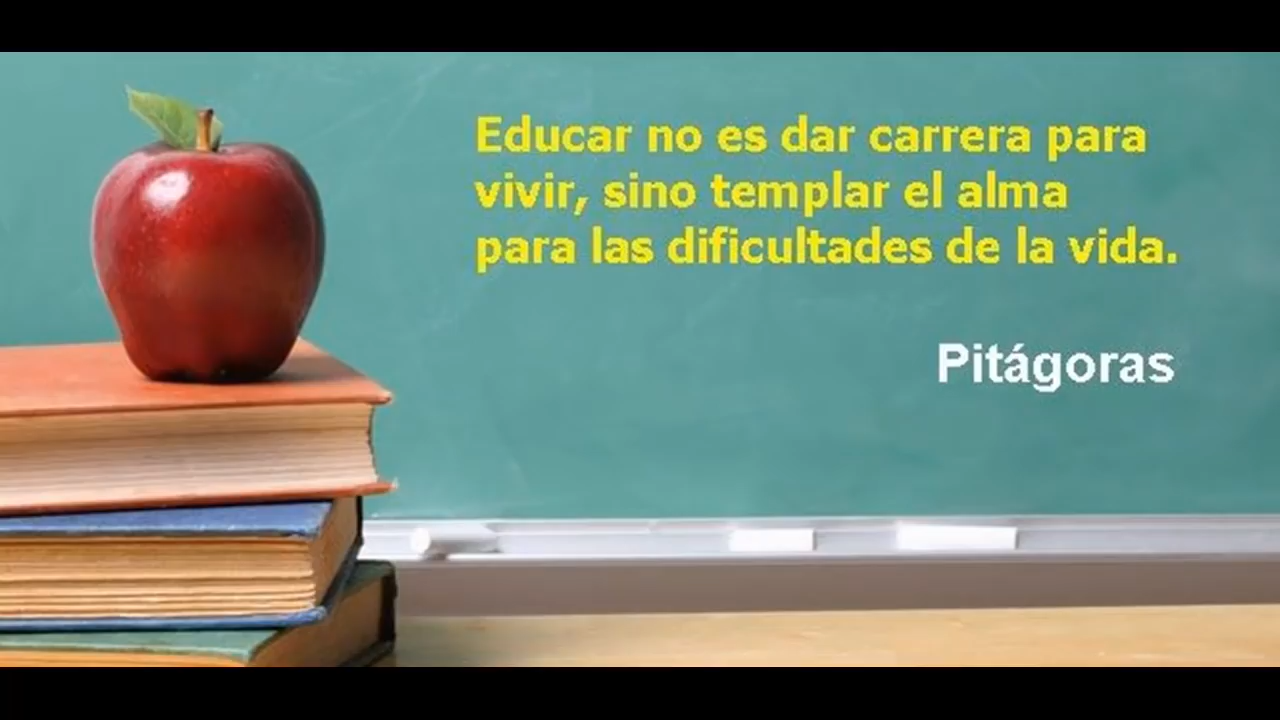 Educar no es dar carrera para
vivir, sino templar el alma
para las dificultades de la vida.
Pitágoras